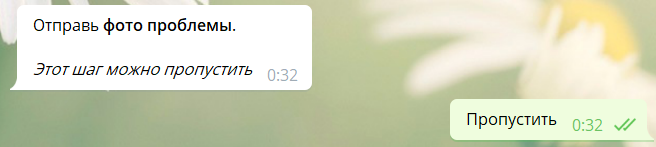 Отправь фото проблемы.
Этот шаг можно пропустить 0:32
Пропустить 0:32